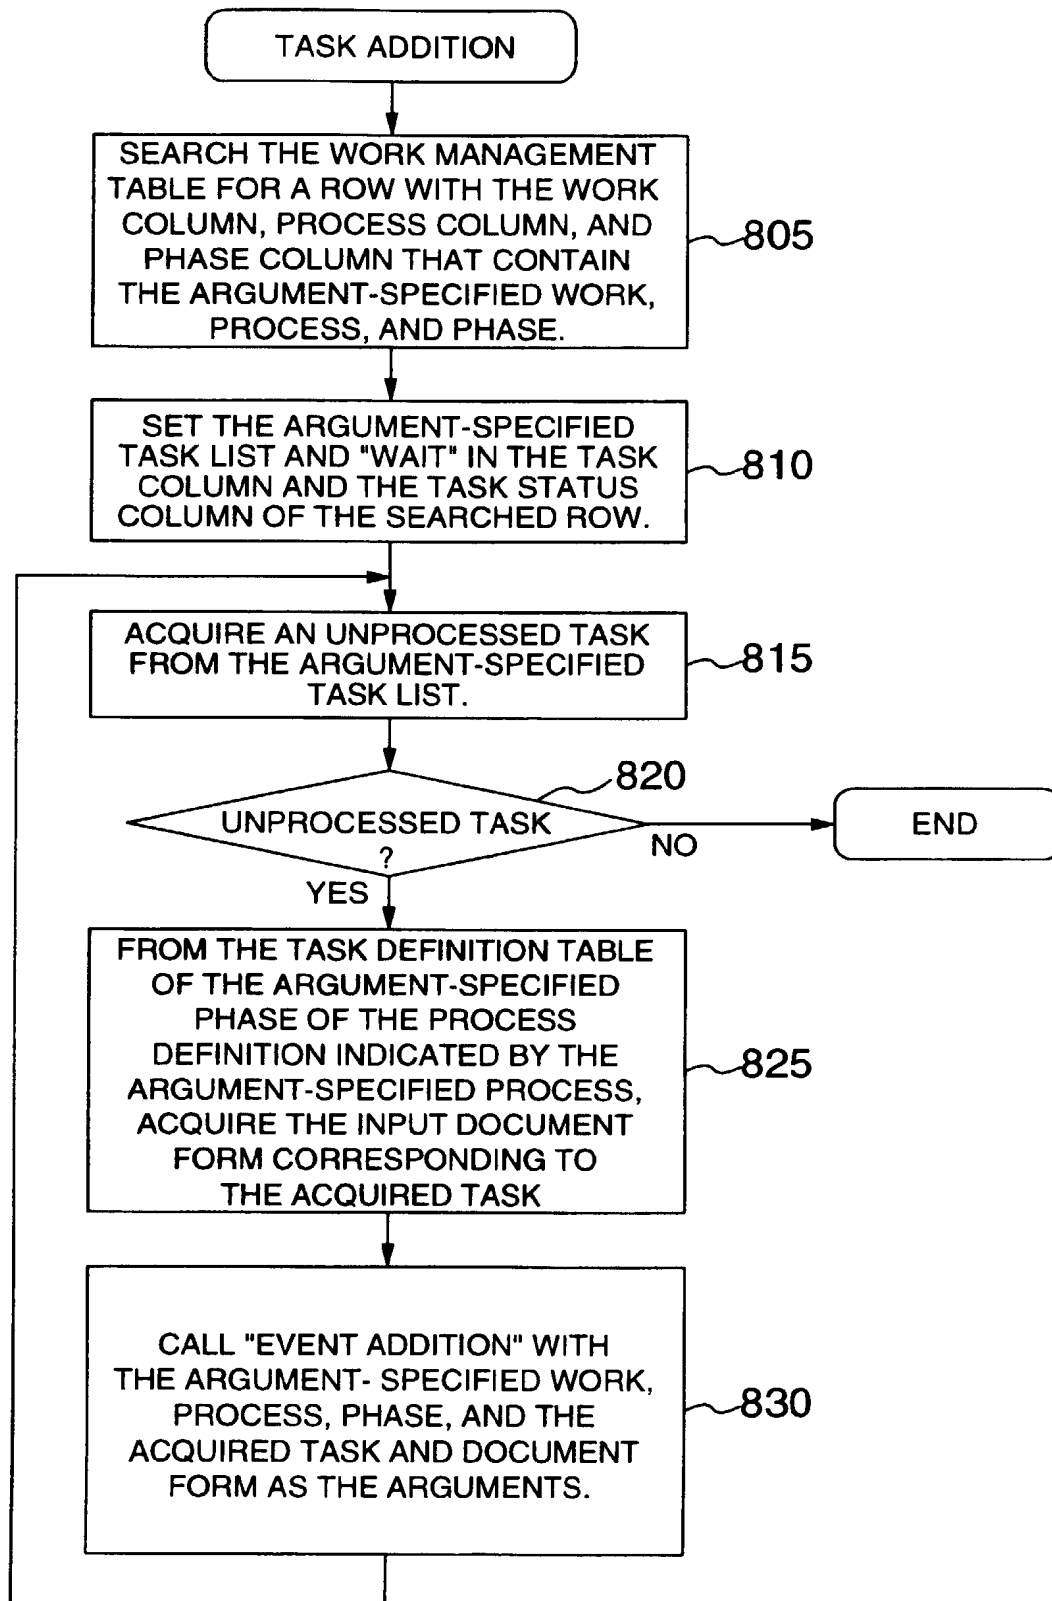 TASK ADDITION
SEARCH THE WORK MANAGEMENT
TABLE FOR A ROW WITH THE WORK
COLUMN, PROCESS COLUMN, AND
PHASE COLUMN THAT CONTAIN
THE ARGUMENT-SPECIFIED WORK,
PROCESS, AND PHASE.
805
SET THE ARGUMENT-SPECIFIED
TASK LIST AND "WAIT" IN THE TASK
COLUMN AND THE TASK STATUS
COLUMN OF THE SEARCHED ROW.
810
ACQUIRE AN UNPROCESSED TASK
FROM THE ARGUMENT-SPECIFIED
TASK LIST.
815
820
UNPROCESSED TASK
?
NO
END
YES
FROM THE TASK DEFINITION TABLE
OF THE ARGUMENT-SPECIFIED
PHASE OF THE PROCESS
DEFINITION INDICATED BY THE
ARGUMENT-SPECIFIED PROCESS,
ACQUIRE THE INPUT DOCUMENT
FORM CORRESPONDING TO
THE ACQUIRED TASK
825
CALL "EVENT ADDITION" WITH
THE ARGUMENT- SPECIFIED WORK,
PROCESS, PHASE, AND THE
ACQUIRED TASK AND DOCUMENT
FORM AS THE ARGUMENTS.
830